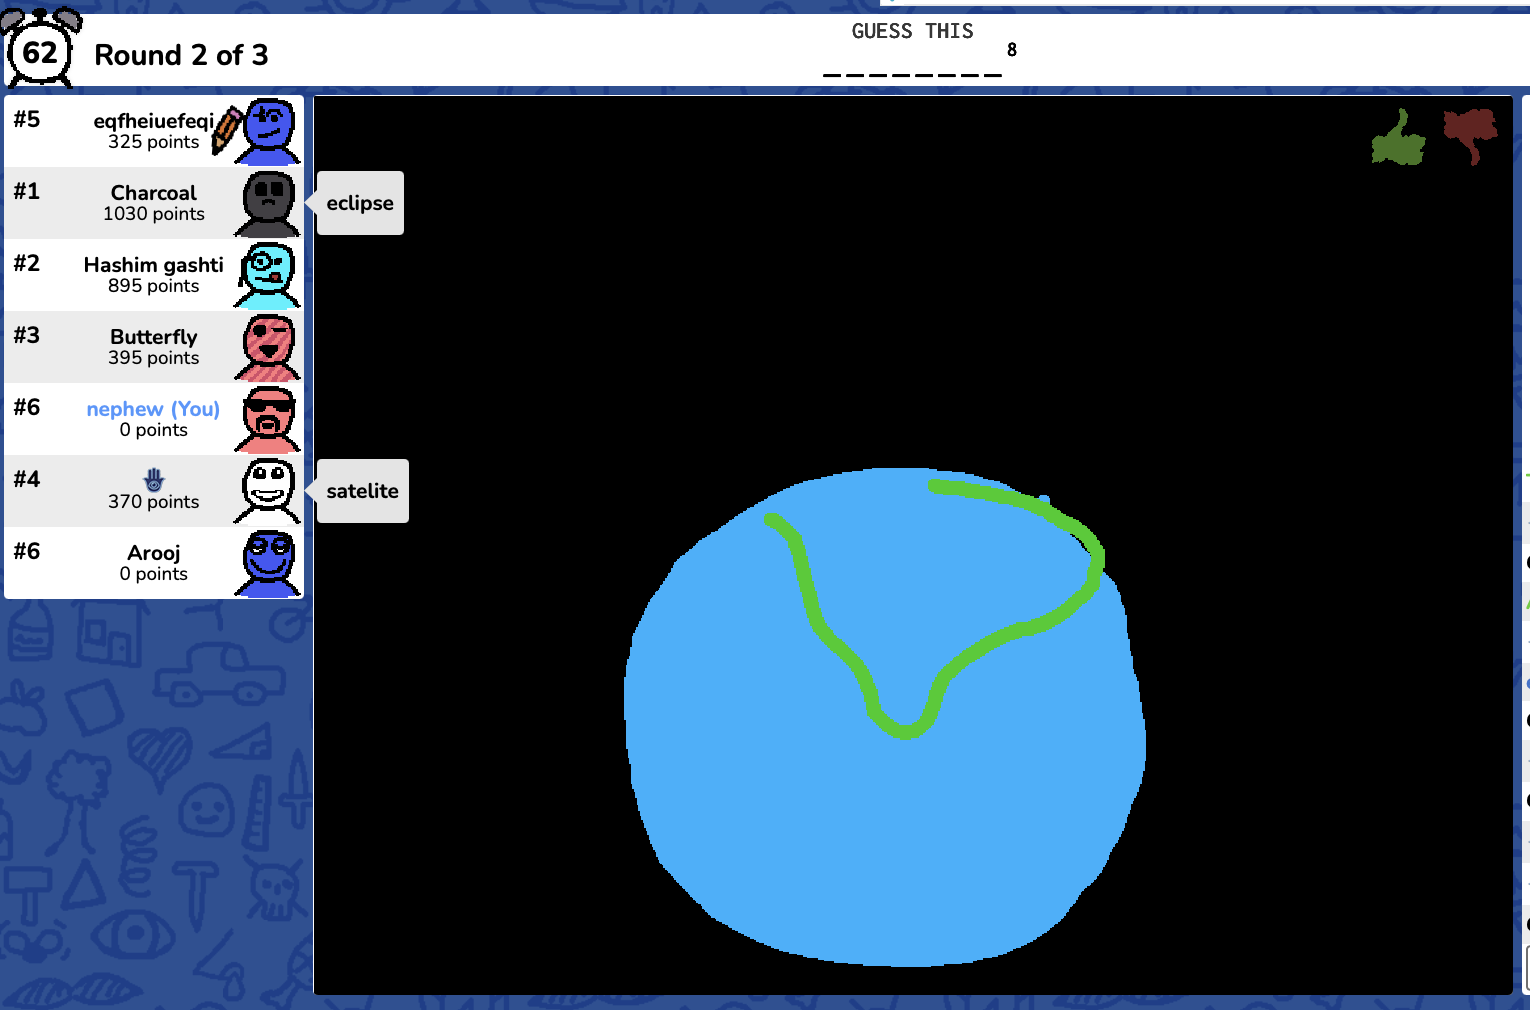 62
Round 2 of 3
GUESS THIS
________ 8
#5
eqfheiuefeqi
325 points
#1
Charcoal
1030 points
eclipse
#2
Hashim gashti
895 points
#3
Butterfly
395 points
#6
nephew (You)
0 points
#4
370 points
satelite
#6
Arooj
0 points